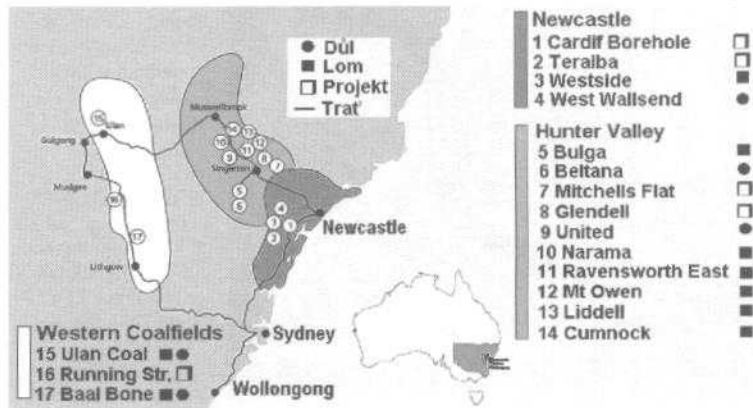 Důl
Lom
Projekt
Trať
Muswellbrook
Ulan
Gulgong
Mudgee
Singleton
Lithgow
Newcastle
Sydney
Wollongong
Western Coalfields
15 Ulan Coal
16 Running Str,
17 Baal Bone
Newcastle
1 Cardif Borehole
2 Teralba
3 Westside
4 West Wallsend
Hunter Valley
5 Bulga
6 Beltana
7 Mitchells Flat
8 Glendell
9 United
10 Narama
11 Ravensworth East
12 Mt Owen
13 Liddell
14 Cumnock